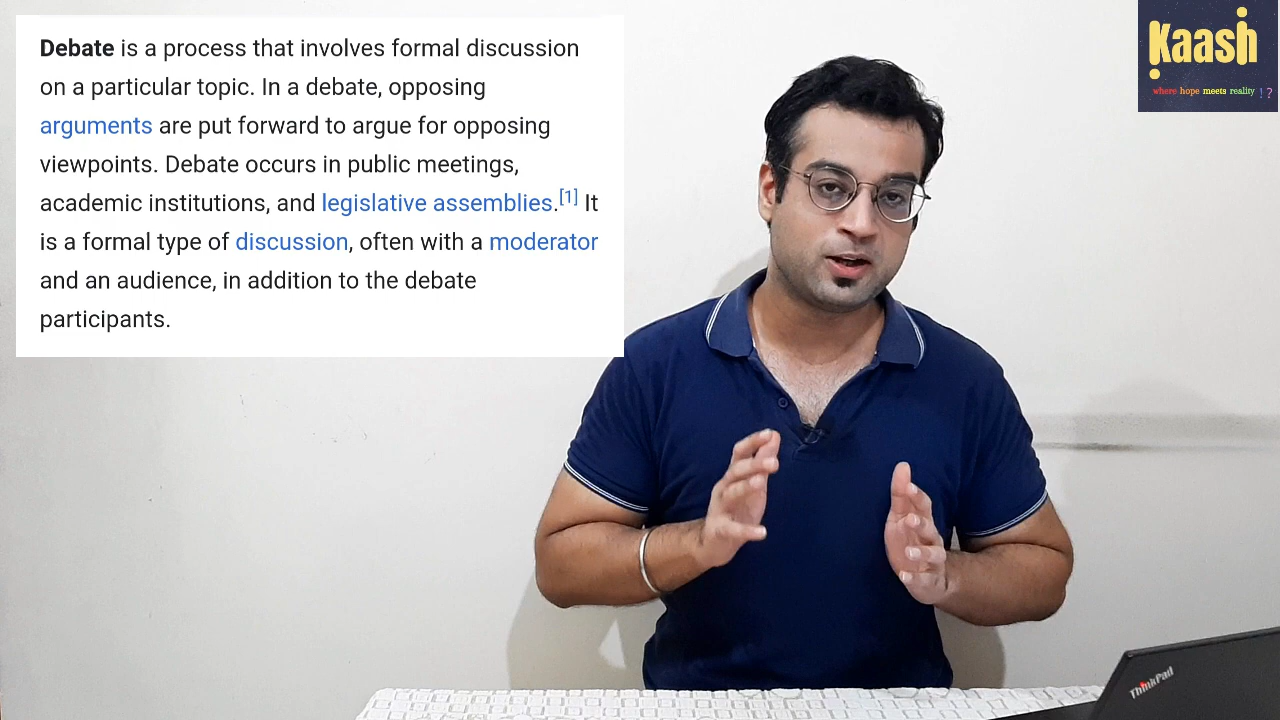 Debate is a process that involves formal discussion
on a particular topic. In a debate, opposing
arguments are put forward to argue for opposing
viewpoints. Debate occurs in public meetings,
academic institutions, and legislative assemblies.[1] It
is a formal type of discussion, often with a moderator
and an audience, in addition to the debate
participants.
Kaash
where hope meets reality ! ?
ThinkPad